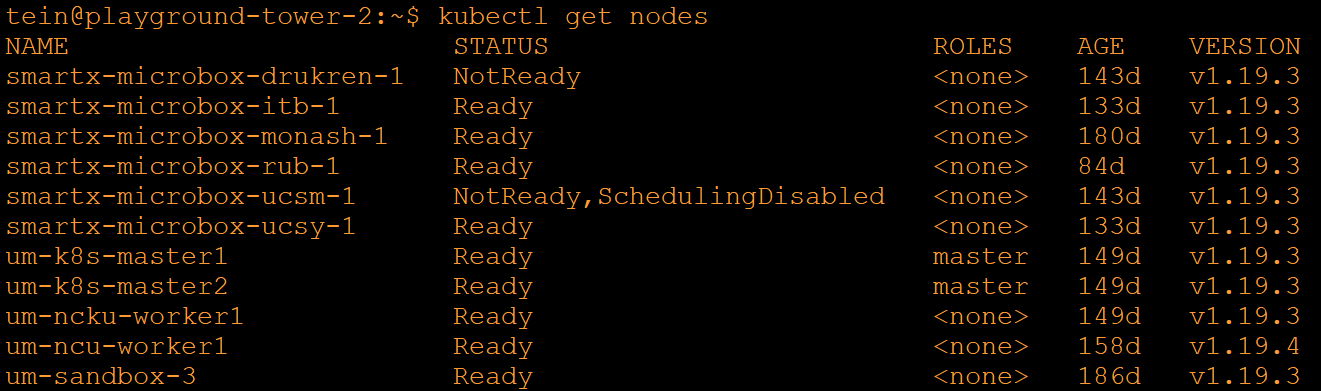 tein@playground-tower-2:~$ kubectl get nodes
NAME                        STATUS                        ROLES    AGE    VERSION
smartx-microbox-drukren-1   NotReady                      <none>   143d   v1.19.3
smartx-microbox-itb-1       Ready                         <none>   133d   v1.19.3
smartx-microbox-monash-1    Ready                         <none>   180d   v1.19.3
smartx-microbox-rub-1       Ready                         <none>   84d    v1.19.3
smartx-microbox-ucsm-1      NotReady,SchedulingDisabled   <none>   143d   v1.19.3
smartx-microbox-ucsy-1      Ready                         <none>   133d   v1.19.3
um-k8s-master1              Ready                         master   149d   v1.19.3
um-k8s-master2              Ready                         master   149d   v1.19.3
um-ncku-worker1             Ready                         <none>   149d   v1.19.3
um-ncu-worker1              Ready                         <none>   158d   v1.19.4
um-sandbox-3                Ready                         <none>   186d   v1.19.3